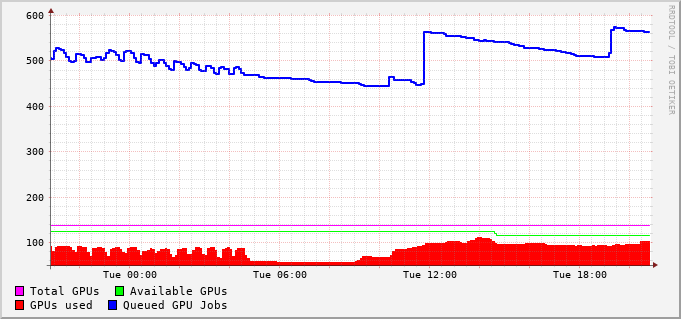 600
500
400
300
200
100
Tue 00:00 Tue 06:00 Tue 12:00 Tue 18:00
Total GPUs Available GPUs
GPUs used Queued GPU Jobs
RRDTOOL / TOBI OETIKER